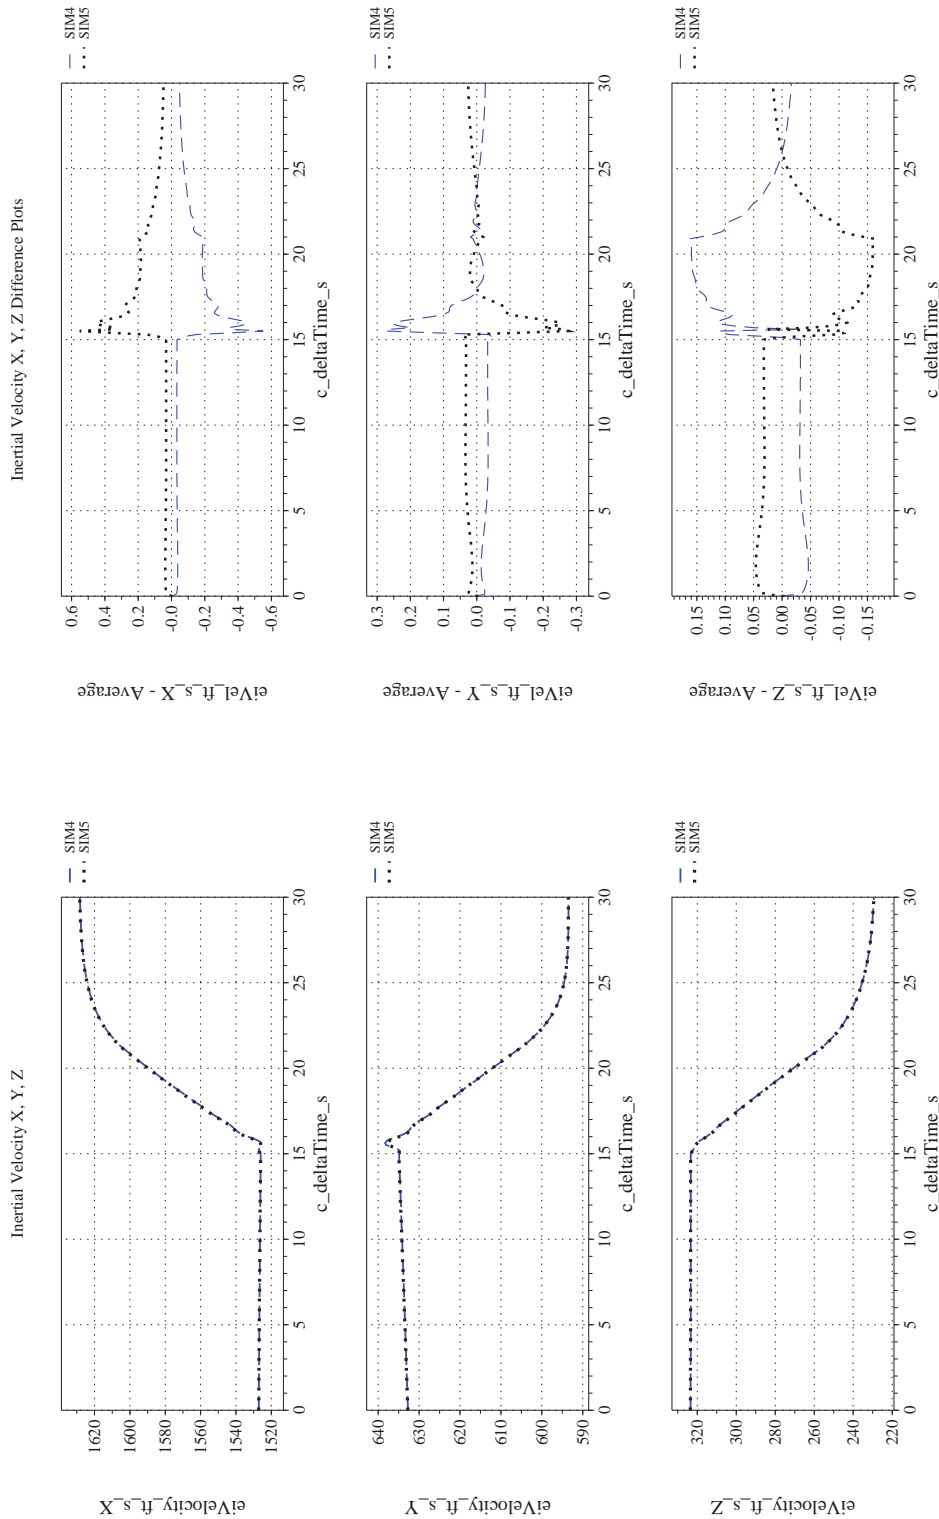 Inertial Velocity X, Y, Z
SIM4
SIM5
eiVelocity_ft_s_X
1620
1600
1580
1560
1540
1520
0 5 10 15 20 25 30
c_deltaTime_s
SIM4
SIM5
eiVelocity_ft_s_Y
640
630
620
610
600
590
0 5 10 15 20 25 30
c_deltaTime_s
SIM4
SIM5
eiVelocity_ft_s_Z
320
300
280
260
240
220
0 5 10 15 20 25 30
c_deltaTime_s
Inertial Velocity X, Y, Z Difference Plots
SIM4
SIM5
eiVel_ft_s_X - Average
0.6
0.4
0.2
-0.0
-0.2
-0.4
-0.6
0 5 10 15 20 25 30
c_deltaTime_s
SIM4
SIM5
eiVel_ft_s_Y - Average
0.3
0.2
0.1
0.0
-0.1
-0.2
-0.3
0 5 10 15 20 25 30
c_deltaTime_s
SIM4
SIM5
eiVel_ft_s_Z - Average
0.15
0.10
0.05
0.00
-0.05
-0.10
-0.15
0 5 10 15 20 25 30
c_deltaTime_s